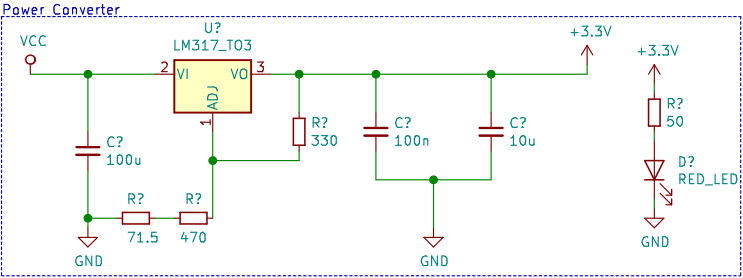 Power Converter
U?
LM317_TO3
VCC
+3.3V
+3.3V
2
VI
VO
3
ADJ
1
C?
100u
R?
330
C?
100n
C?
10u
R?
50
D?
RED_LED
R?
71.5
R?
470
GND
GND
GND